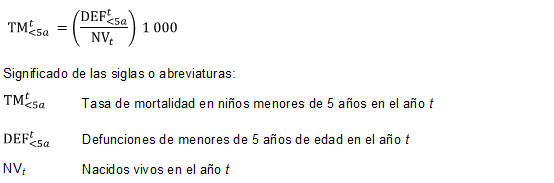 TM^t_<5a = (DEF^t_<5a / NV_t) 1 000
Significado de las siglas o abreviaturas:
TM^t_<5a Tasa de mortalidad en niños menores de 5 años en el año t
DEF^t_<5a Defunciones de menores de 5 años de edad en el año t
NV_t Nacidos vivos en el año t